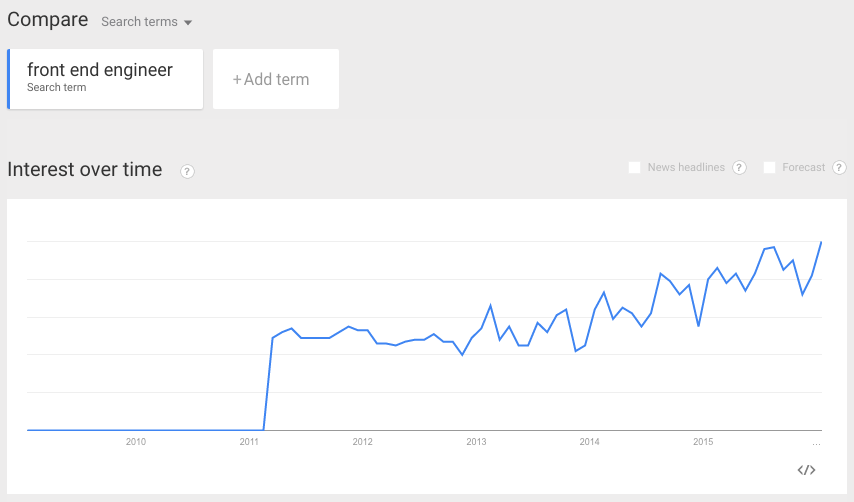 Compare Search terms
front end engineer
Search term
+Add term
Interest over time ?
News headlines ? Forecast ?
2010 2011 2012 2013 2014 2015 ...
</>